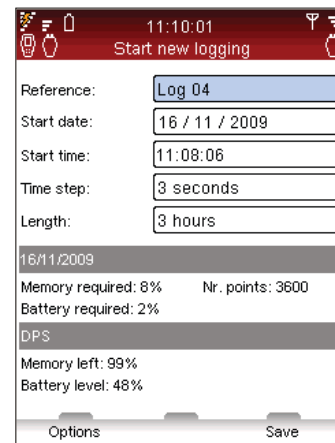 11:10:01
Start new logging
Reference: Log 04
Start date: 16 / 11 / 2009
Start time: 11:08:06
Time step: 3 seconds
Length: 3 hours
16/11/2009
Memory required: 8% Nr. points: 3600
Battery required: 2%
DPS
Memory left: 99%
Battery level: 48%
Options Save